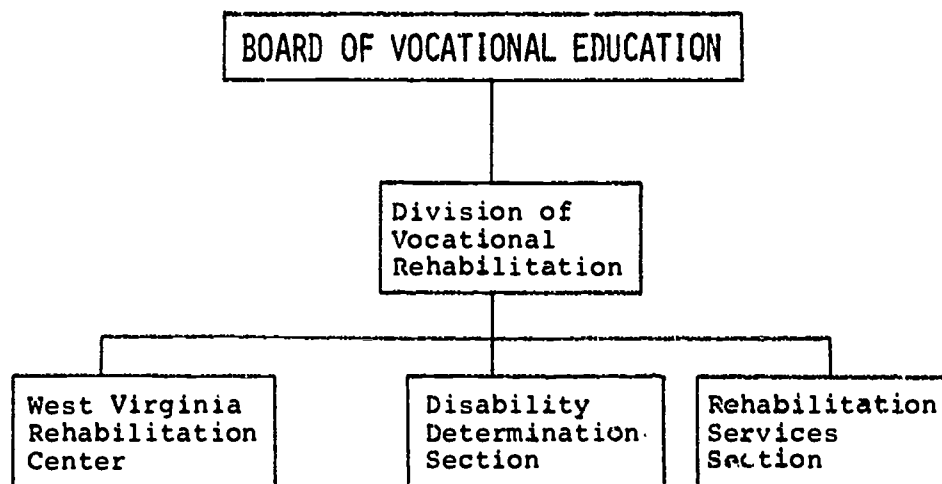 BOARD OF VOCATIONAL EDUCATION
Division of
Vocational
Rehabilitation
West Virginia
Rehabilitation
Center
Disability
Determination
Section
Rehabilitation
Services
Section